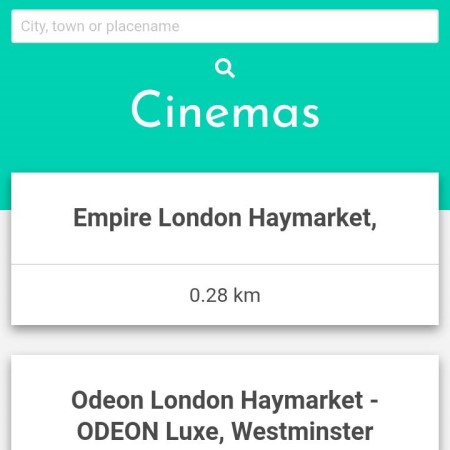 City, town or placename
Cinemas
Empire London Haymarket,
0.28 km
Odeon London Haymarket -
ODEON Luxe, Westminster